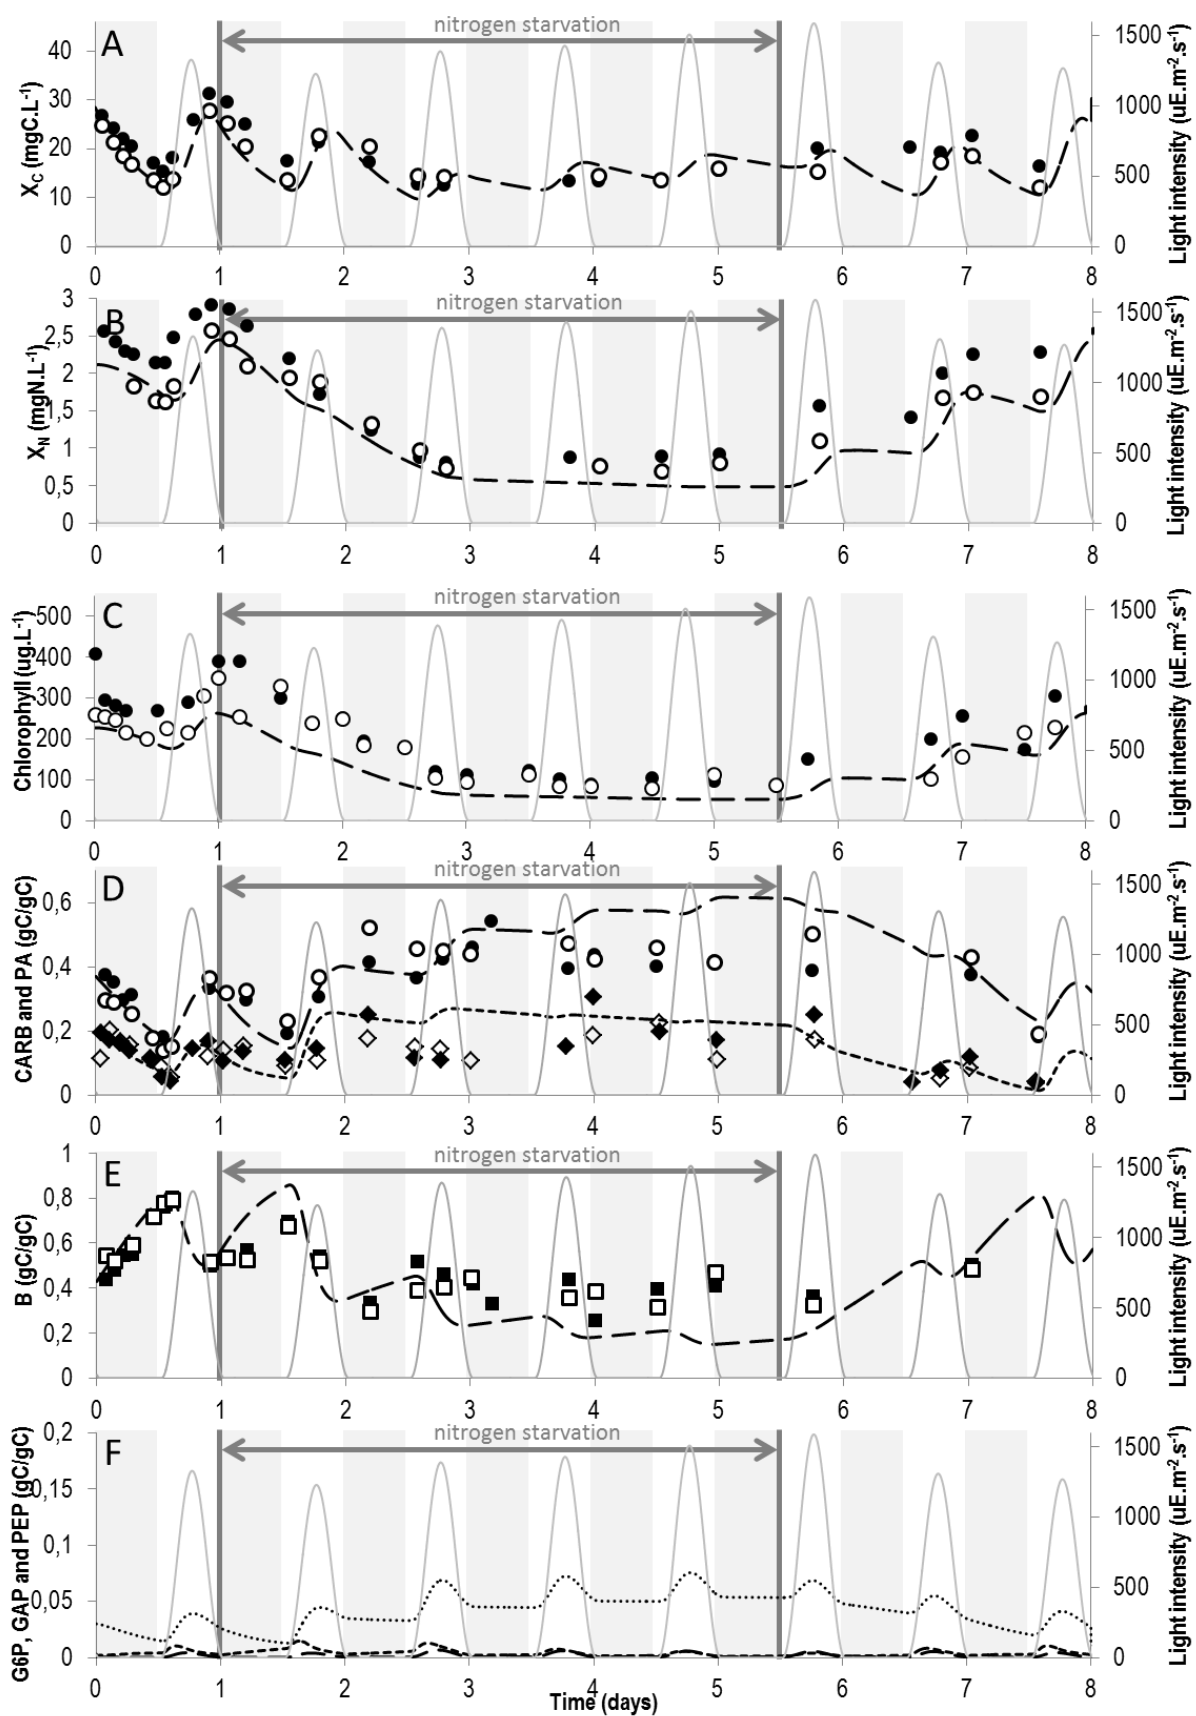 A
nitrogen starvation
X_C (mgC.L⁻¹)
40
30
20
10
0
1500
1000
500
0
Light intensity (uE.m⁻².s⁻¹)
0 1 2 3 4 5 6 7 8
B
nitrogen starvation
X_N (mgN.L⁻¹)
3
2,5
2
1,5
1
0,5
0
1500
1000
500
0
Light intensity (uE.m⁻².s⁻¹)
0 1 2 3 4 5 6 7 8
C
nitrogen starvation
Chlorophyll (ug.L⁻¹)
500
400
300
200
100
0
1500
1000
500
0
Light intensity (uE.m⁻².s⁻¹)
0 1 2 3 4 5 6 7 8
D
nitrogen starvation
CARB and PA (gC/gC)
0,6
0,4
0,2
0
1500
1000
500
0
Light intensity (uE.m⁻².s⁻¹)
0 1 2 3 4 5 6 7 8
E
nitrogen starvation
B (gC/gC)
1
0,8
0,6
0,4
0,2
0
1500
1000
500
0
Light intensity (uE.m⁻².s⁻¹)
0 1 2 3 4 5 6 7 8
F
nitrogen starvation
G6P, GAP and PEP (gC/gC)
0,2
0,15
0,1
0,05
0
1500
1000
500
0
Light intensity (uE.m⁻².s⁻¹)
0 1 2 3 4 5 6 7 8
Time (days)